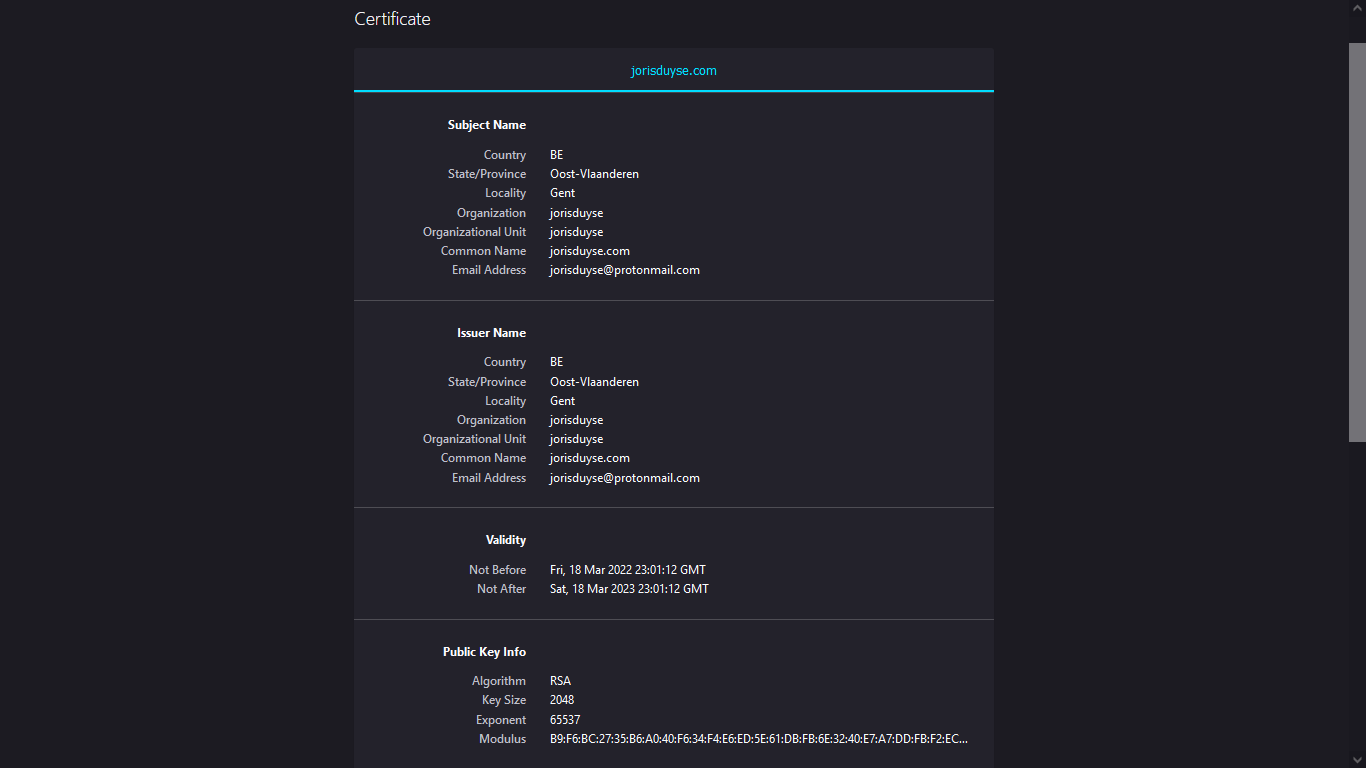 Certificate
jorisduyse.com
Subject Name
Country BE
State/Province Oost-Vlaanderen
Locality Gent
Organization jorisduyse
Organizational Unit jorisduyse
Common Name jorisduyse.com
Email Address jorisduyse@protonmail.com
Issuer Name
Country BE
State/Province Oost-Vlaanderen
Locality Gent
Organization jorisduyse
Organizational Unit jorisduyse
Common Name jorisduyse.com
Email Address jorisduyse@protonmail.com
Validity
Not Before Fri, 18 Mar 2022 23:01:12 GMT
Not After Sat, 18 Mar 2023 23:01:12 GMT
Public Key Info
Algorithm RSA
Key Size 2048
Exponent 65537
Modulus B9:F6:BC:27:35:B6:A0:40:F6:34:F4:E6:ED:5E:61:DB:FB:6E:32:40:E7:A7:DD:FB:F2:EC...